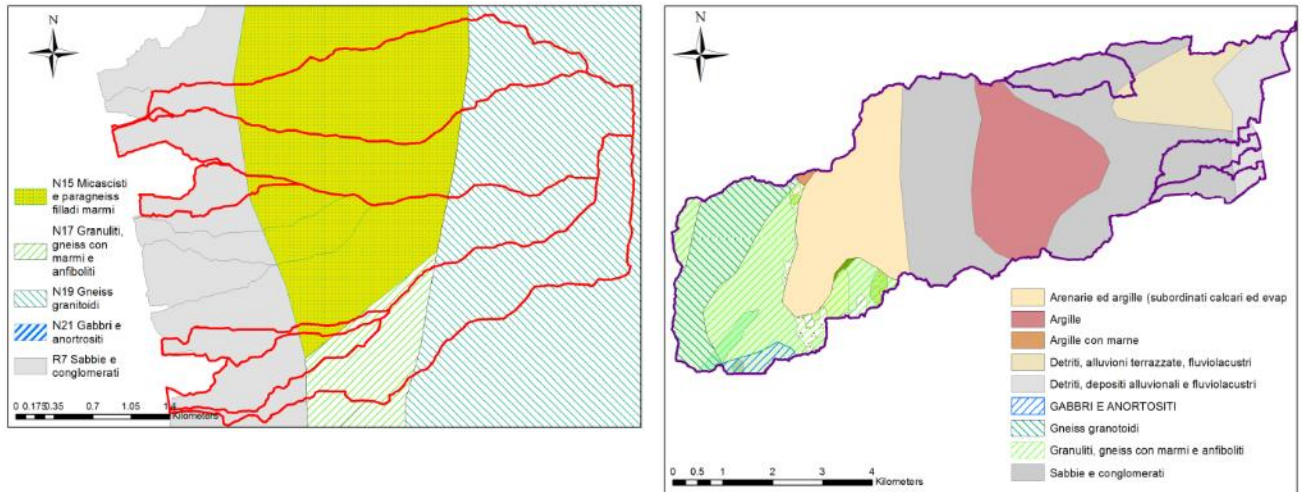 N
N15 Micascisti
e paragneiss
filladi marmi
N17 Granuliti,
gneiss con
marmi e
anfiboliti
N19 Gneiss
granitoidi
N21 Gabbri e
anortrositi
R7 Sabbie e
conglomerati
0 0.175 0.35 0.7 1.05
Kilometers
N
Arenarie ed argille (subordinati calcari ed evap
Argille
Argille con marne
Detriti, alluvioni terrazzate, fluviolacustri
Detriti, depositi alluvionali e fluviolacustri
GABBRI E ANORTOSITI
Gneiss granotoidi
Granuliti, gneiss con marmi e anfiboliti
Sabbie e conglomerati
0 0.5 1 2 3 4
Kilometers